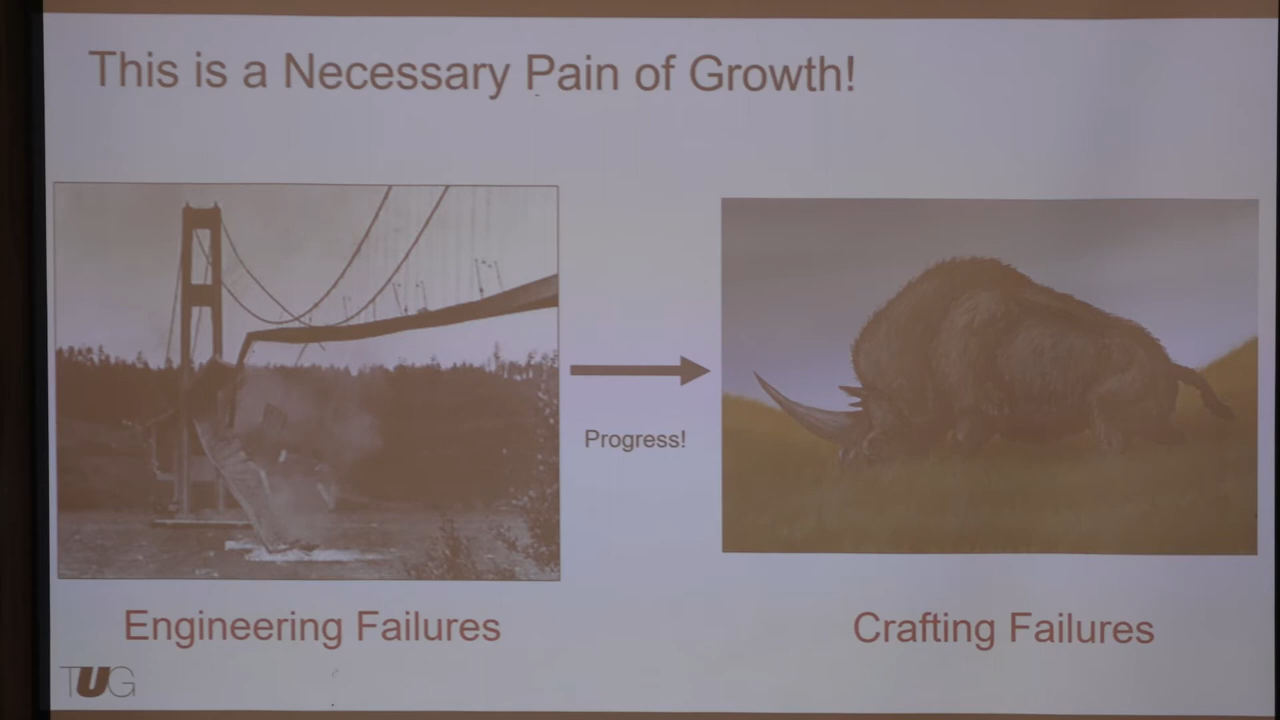 This is a Necessary Pain of Growth!
Progress!
Engineering Failures
Crafting Failures
TUG